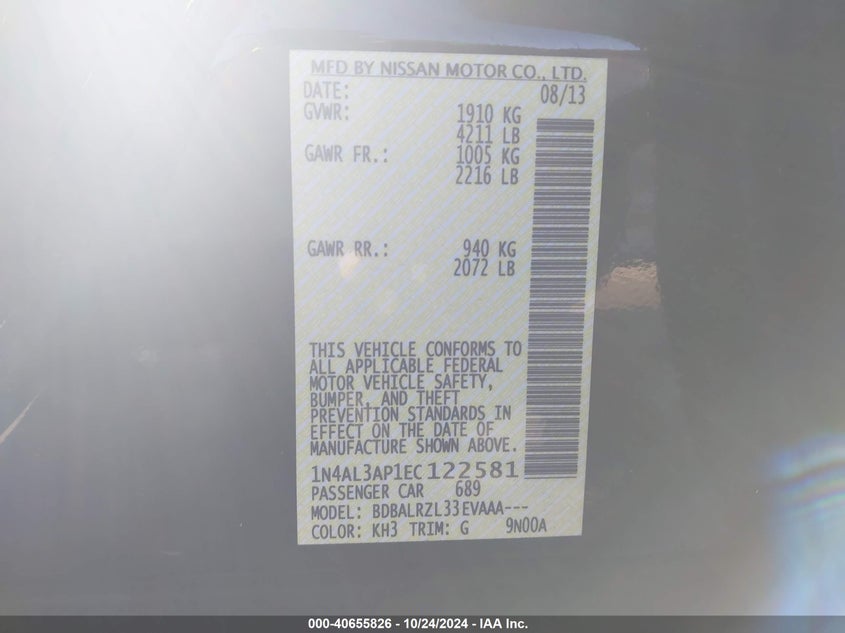 MFD BY NISSAN MOTOR CO., LTD.
DATE: 08/13
GVWR: 1910 KG
4211 LB
GAWR FR.: 1005 KG
2216 LB
GAWR RR.: 940 KG
2072 LB
THIS VEHICLE CONFORMS TO
ALL APPLICABLE FEDERAL
MOTOR VEHICLE SAFETY,
BUMPER, AND THEFT
PREVENTION STANDARDS IN
EFFECT ON THE DATE OF
MANUFACTURE SHOWN ABOVE.
1N4AL3AP1EC122581
PASSENGER CAR 689
MODEL: BDBALRZL33EVAAA---
COLOR: KH3 TRIM: G 9N00A
000-40655826 - 10/24/2024 - IAA Inc.